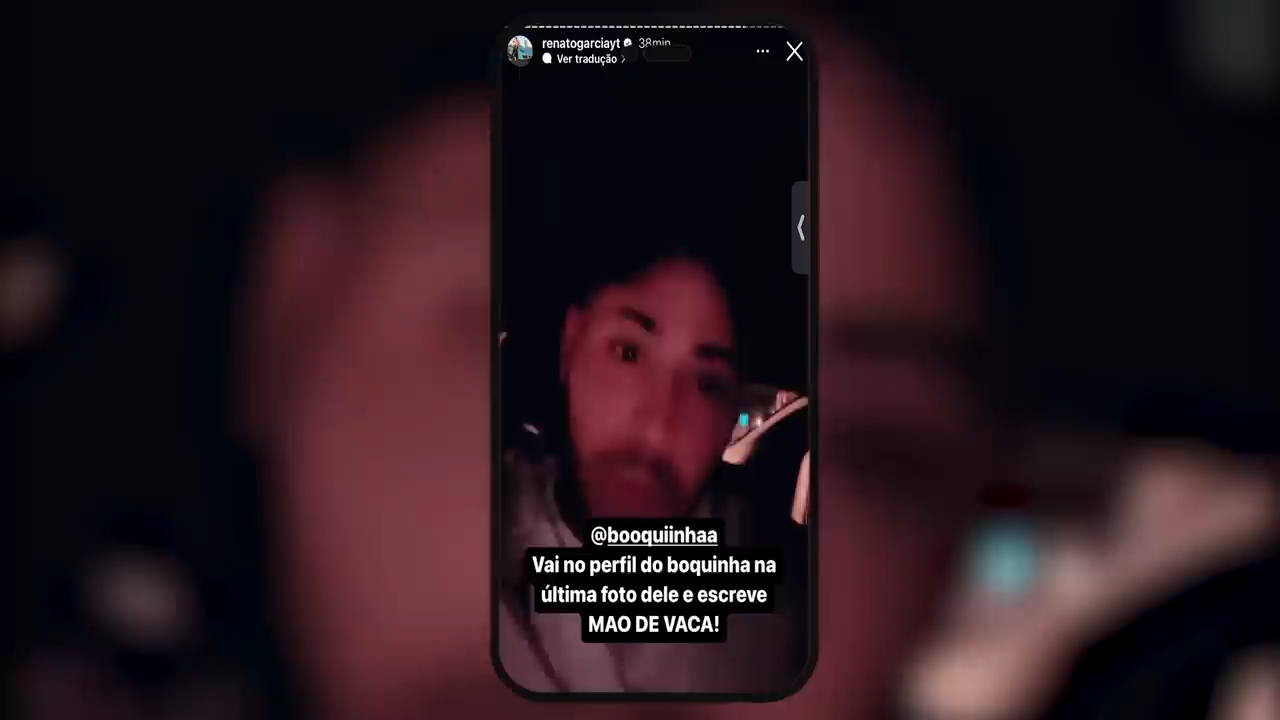 renatogarciayt 38min
Ver tradução
@booquiinhaa
Vai no perfil do boquinha na
última foto dele e escreve
MAO DE VACA!